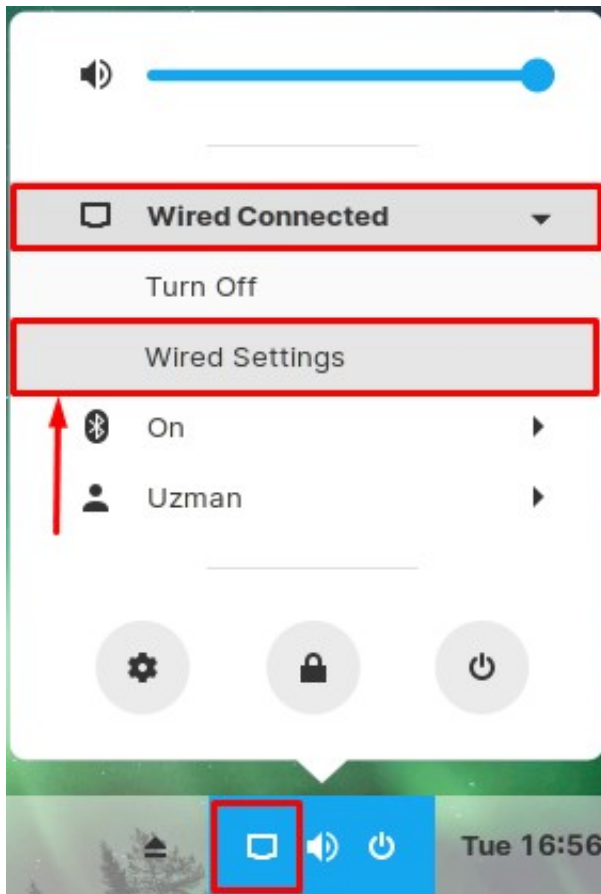 Wired Connected
Turn Off
Wired Settings
On
Uzman
Tue 16:56